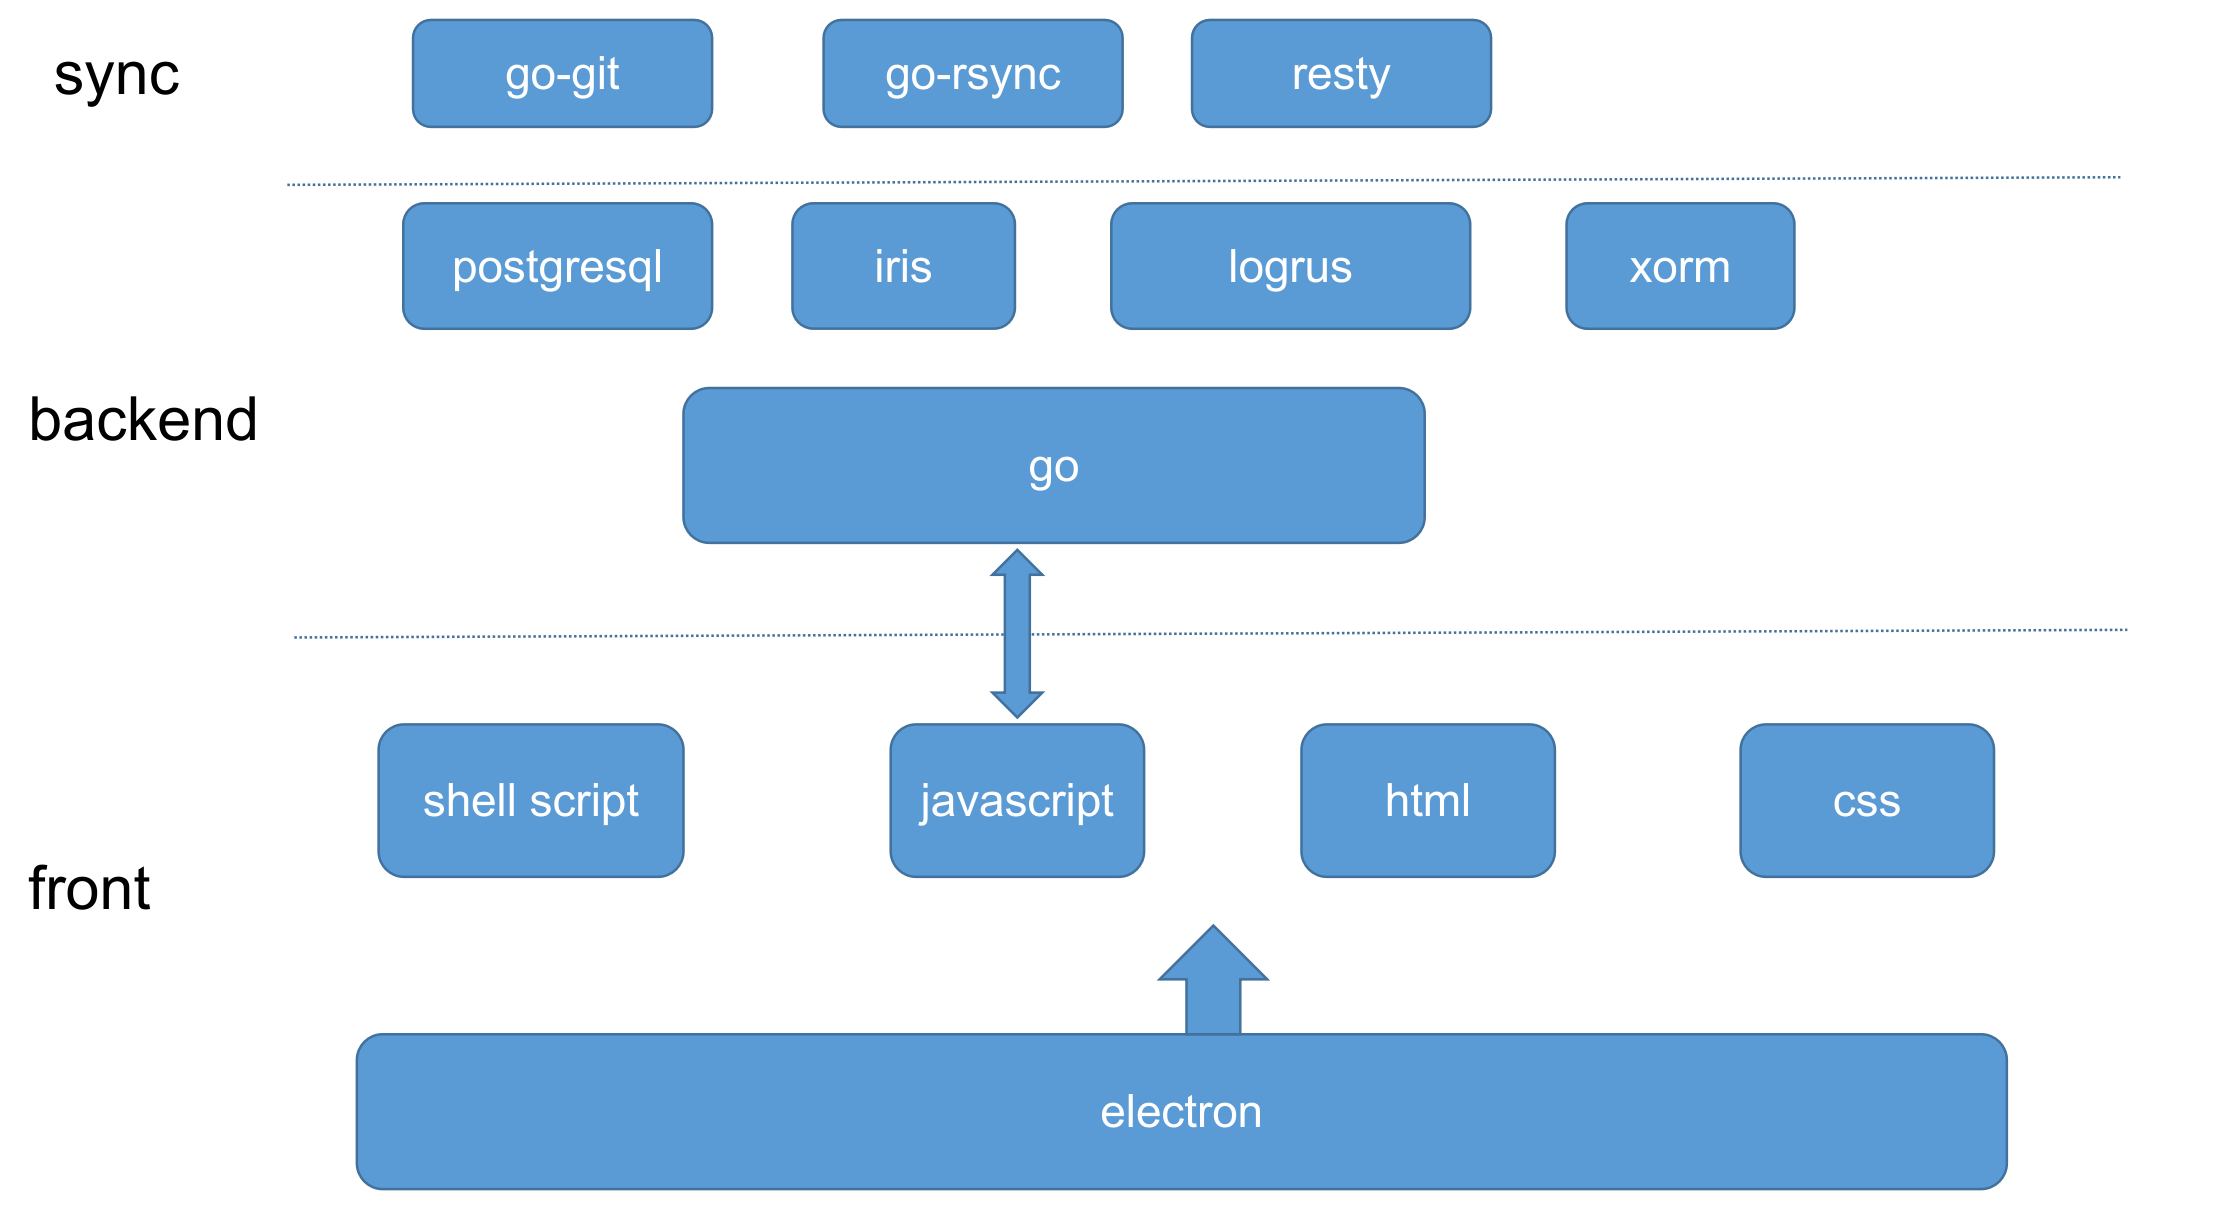 sync
go-git
go-rsync
resty
postgresql
iris
logrus
xorm
backend
go
shell script
javascript
html
css
front
electron